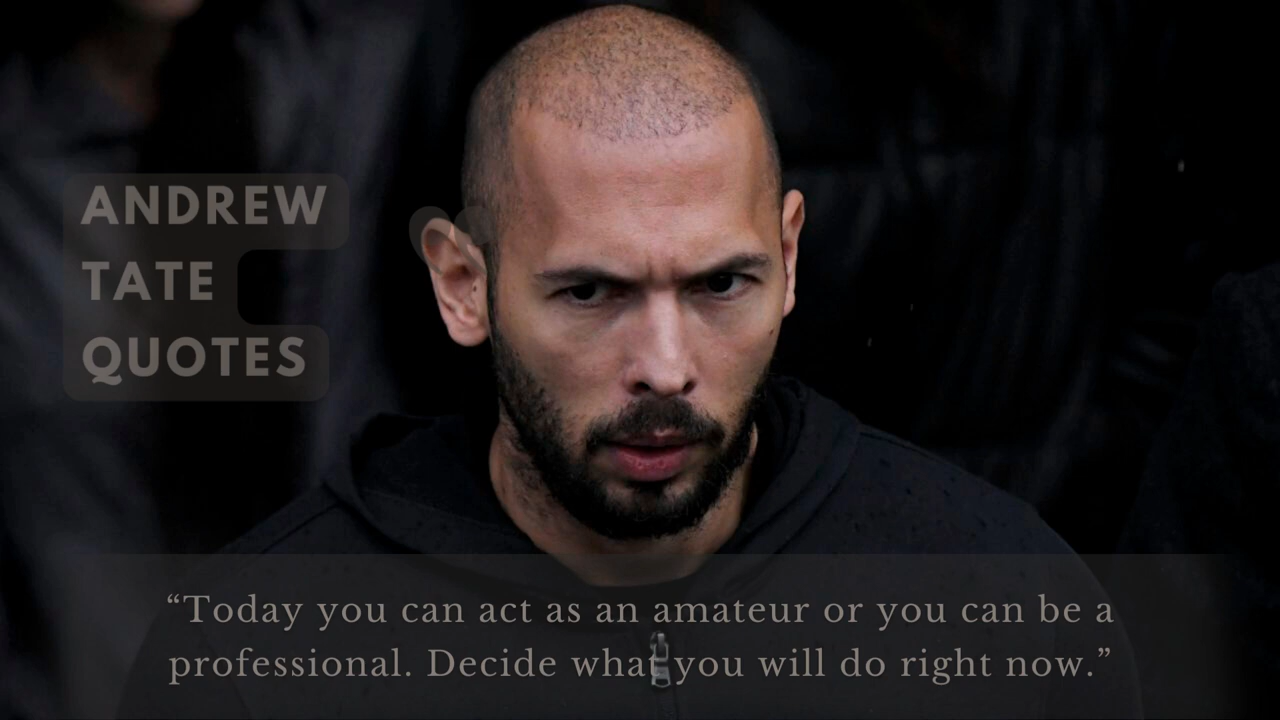 ANDREW
TATE
QUOTES
“Today you can act as an amateur or you can be a
professional. Decide what you will do right now.”